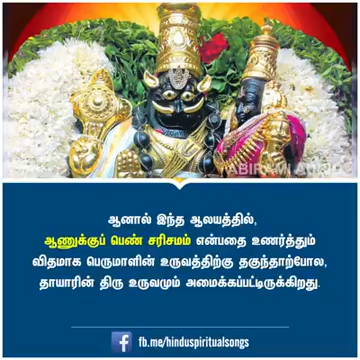 ABIRAMI AUDIO
ஆனால் இந்த ஆலயத்தில்,
ஆணுக்குப் பெண் சரிசமம் என்பதை உணர்த்தும்
விதமாக பெருமாளின் உருவத்திற்கு தகுந்தாற்போல,
தாயாரின் திரு உருவமும் அமைக்கப்பட்டிருக்கிறது.
fb.me/hinduspiritualsongs